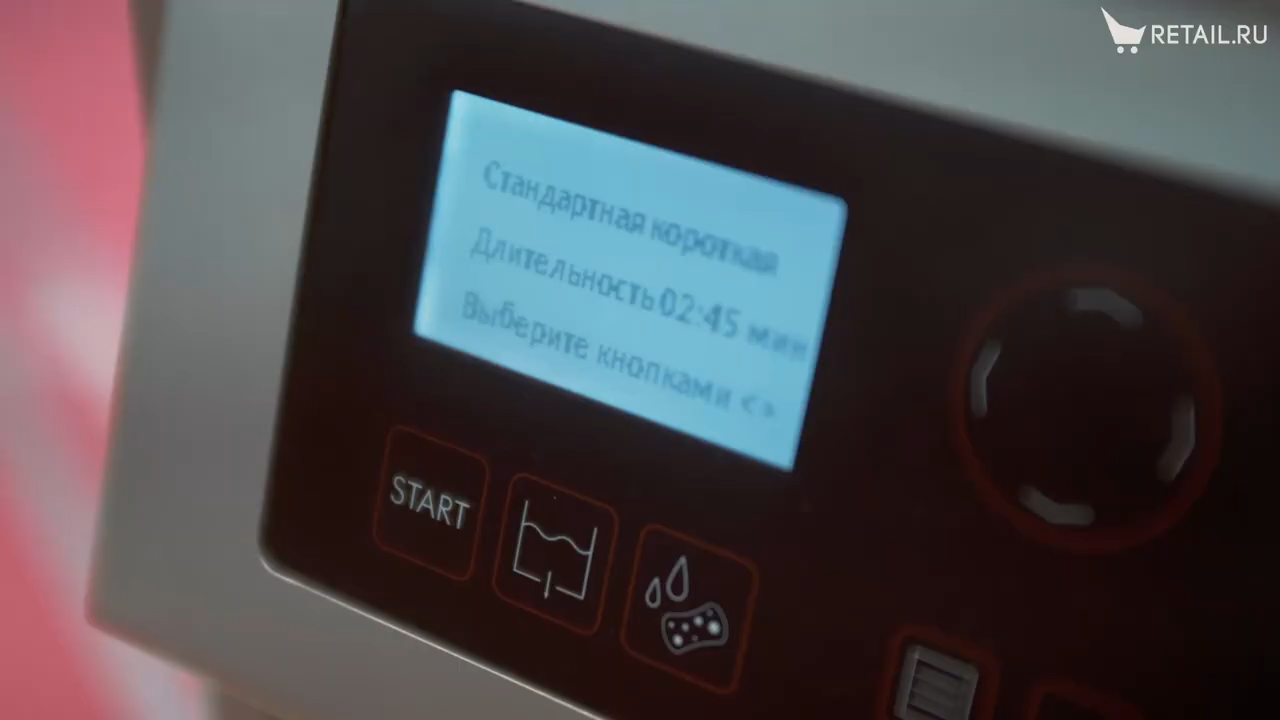 RETAIL.RU
Стандартная короткая
Длительность 02:45 мин
Выберите кнопками < >
START